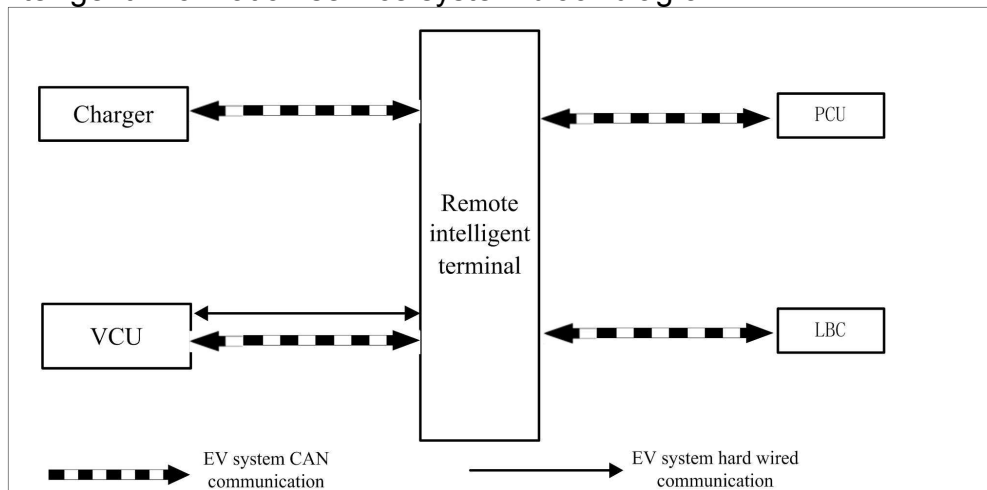 Charger
PCU
Remote
intelligent
terminal
VCU
LBC
EV system CAN
communication
EV system hard wired
communication